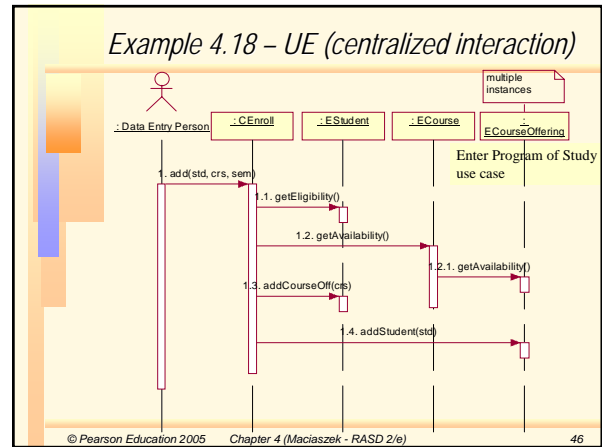 Example 4.18 – UE (centralized interaction)
multiple
instances
: Data Entry Person
: CEnroll
: EStudent
: ECourse
:
ECourseOffering
Enter Program of Study
use case
1. add(std, crs, sem)
1.1. getEligibility()
1.2. getAvailability()
1.2.1. getAvailability()
1.3. addCourseOff(crs)
1.4. addStudent(std)
© Pearson Education 2005 Chapter 4 (Maciaszek - RASD 2/e) 46